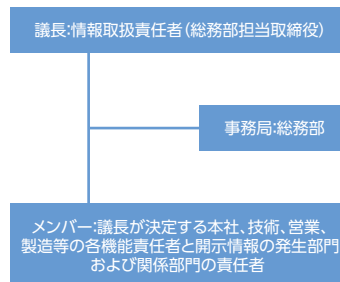 議長:情報取扱責任者(総務部担当取締役)
事務局:総務部
メンバー:議長が決定する本社、技術、営業、
製造等の各機能責任者と開示情報の発生部門
および関係部門の責任者